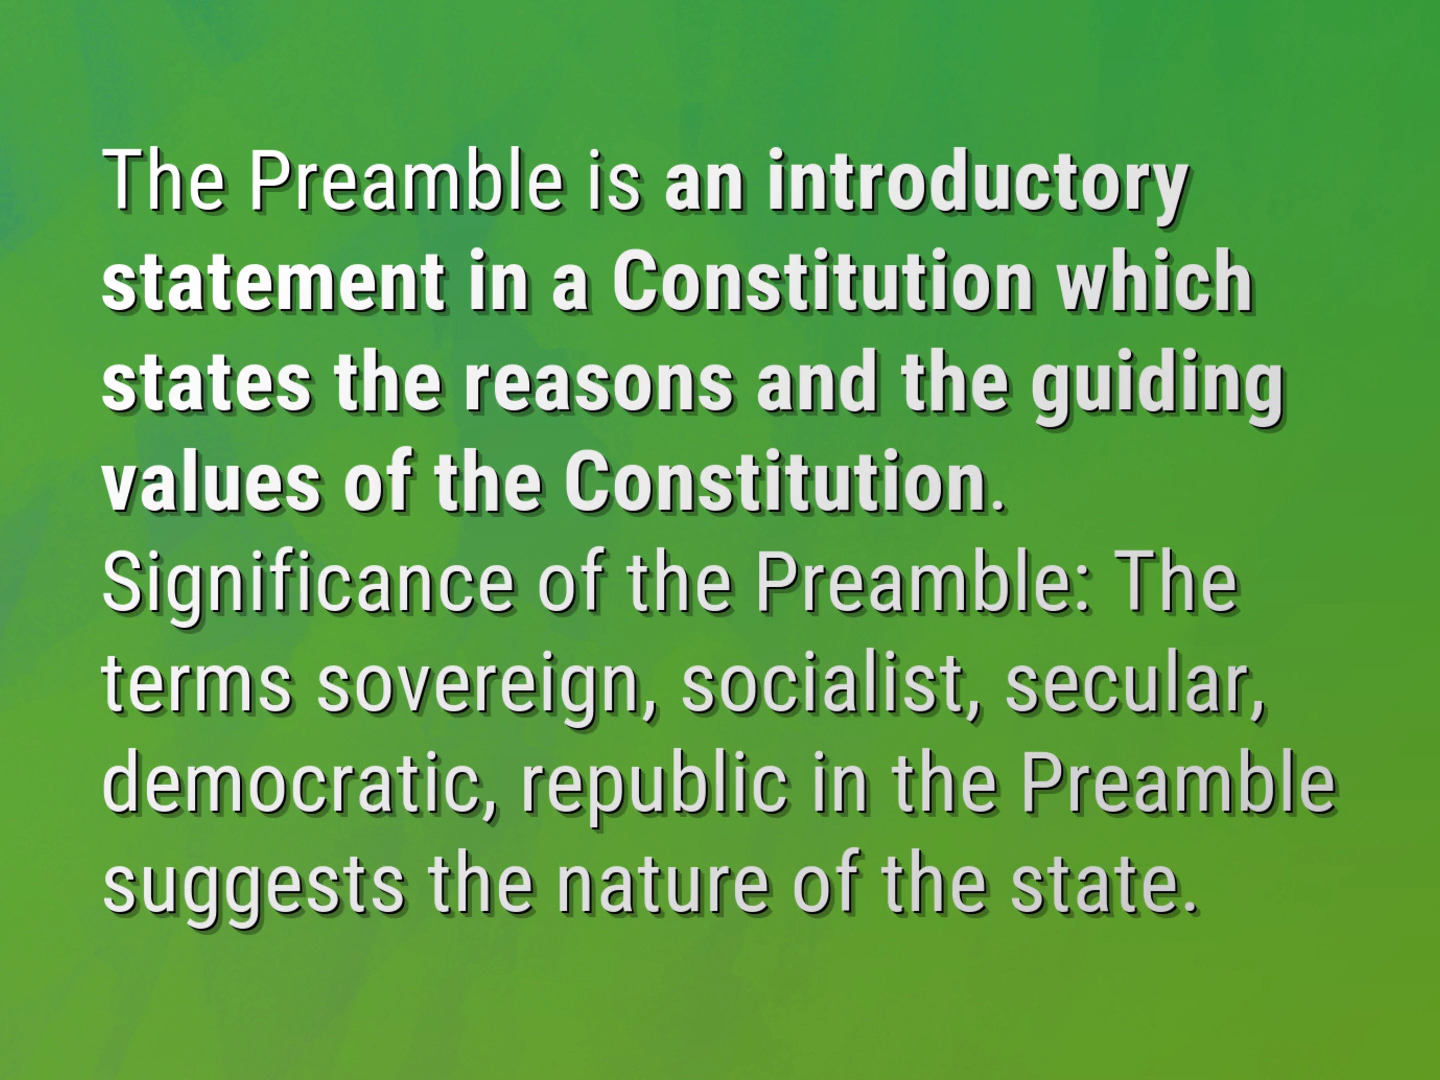 The Preamble is an introductory
statement in a Constitution which
states the reasons and the guiding
values of the Constitution.
Significance of the Preamble: The
terms sovereign, socialist, secular,
democratic, republic in the Preamble
suggests the nature of the state.